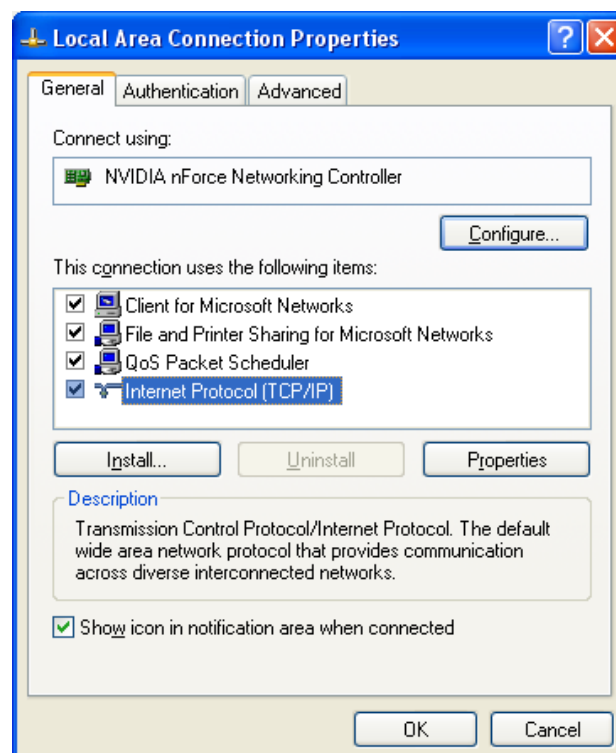 Local Area Connection Properties
General Authentication Advanced
Connect using:
NVIDIA nForce Networking Controller
Configure...
This connection uses the following items:
Client for Microsoft Networks
File and Printer Sharing for Microsoft Networks
QoS Packet Scheduler
Internet Protocol (TCP/IP)
Install... Uninstall Properties
Description
Transmission Control Protocol/Internet Protocol. The default
wide area network protocol that provides communication
across diverse interconnected networks.
Show icon in notification area when connected
OK Cancel